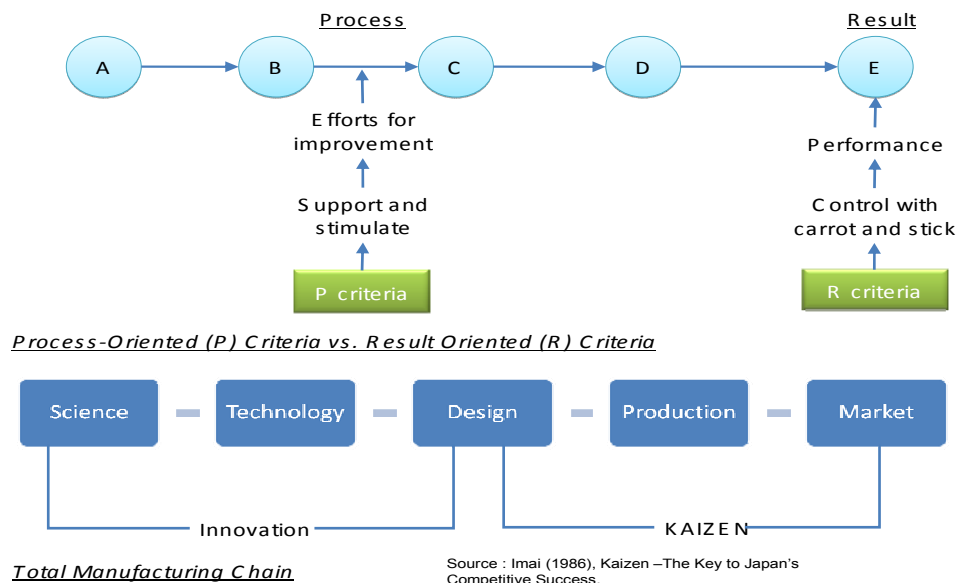 Process
Result
A
B
C
D
E
Efforts for
improvement
Performance
Support and
stimulate
Control with
carrot and stick
P criteria
R criteria
Process-Oriented (P) Criteria vs. Result Oriented (R) Criteria
Science
Technology
Design
Production
Market
Innovation
KAIZEN
Total Manufacturing Chain
Source : Imai (1986), Kaizen –The Key to Japan's
Competitive Success.